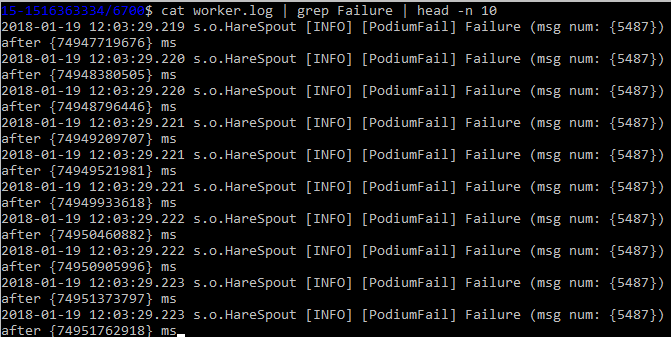 15-1516363334/6700$ cat worker.log | grep Failure | head -n 10
2018-01-19 12:03:29.219 s.o.HareSpout [INFO] [PodiumFail] Failure (msg num: {5487})
after {74947719676} ms
2018-01-19 12:03:29.220 s.o.HareSpout [INFO] [PodiumFail] Failure (msg num: {5487})
after {74948380505} ms
2018-01-19 12:03:29.220 s.o.HareSpout [INFO] [PodiumFail] Failure (msg num: {5487})
after {74948796446} ms
2018-01-19 12:03:29.221 s.o.HareSpout [INFO] [PodiumFail] Failure (msg num: {5487})
after {74949209707} ms
2018-01-19 12:03:29.221 s.o.HareSpout [INFO] [PodiumFail] Failure (msg num: {5487})
after {74949521981} ms
2018-01-19 12:03:29.221 s.o.HareSpout [INFO] [PodiumFail] Failure (msg num: {5487})
after {74949933618} ms
2018-01-19 12:03:29.222 s.o.HareSpout [INFO] [PodiumFail] Failure (msg num: {5487})
after {74950460882} ms
2018-01-19 12:03:29.222 s.o.HareSpout [INFO] [PodiumFail] Failure (msg num: {5487})
after {74950905996} ms
2018-01-19 12:03:29.223 s.o.HareSpout [INFO] [PodiumFail] Failure (msg num: {5487})
after {74951373797} ms
2018-01-19 12:03:29.223 s.o.HareSpout [INFO] [PodiumFail] Failure (msg num: {5487})
after {74951762918} ms